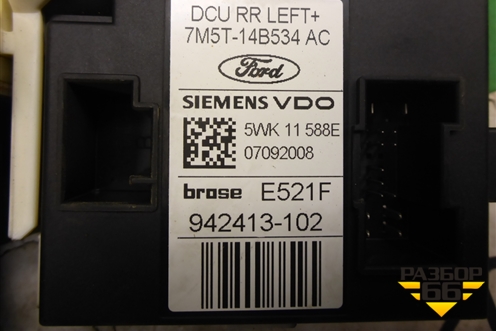 DCU RR LEFT+
7M5T-14B534 AC
Ford
SIEMENS VDO
5WK 11 588E
07092008
brose E521F
942413-102
РАЗБОР
66